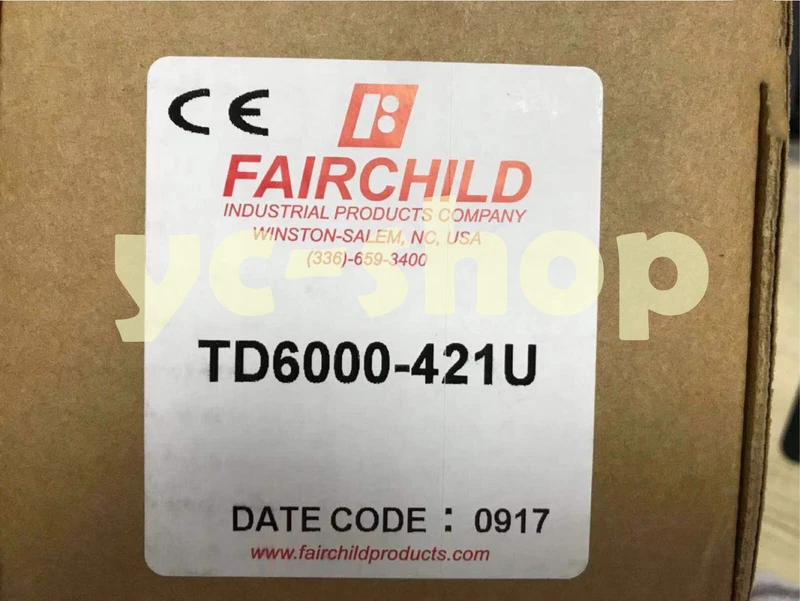 CE
FAIRCHILD
INDUSTRIAL PRODUCTS COMPANY
WINSTON-SALEM, NC, USA
(336)-659-3400
yc-shop
TD6000-421U
DATE CODE : 0917
www.fairchildproducts.com